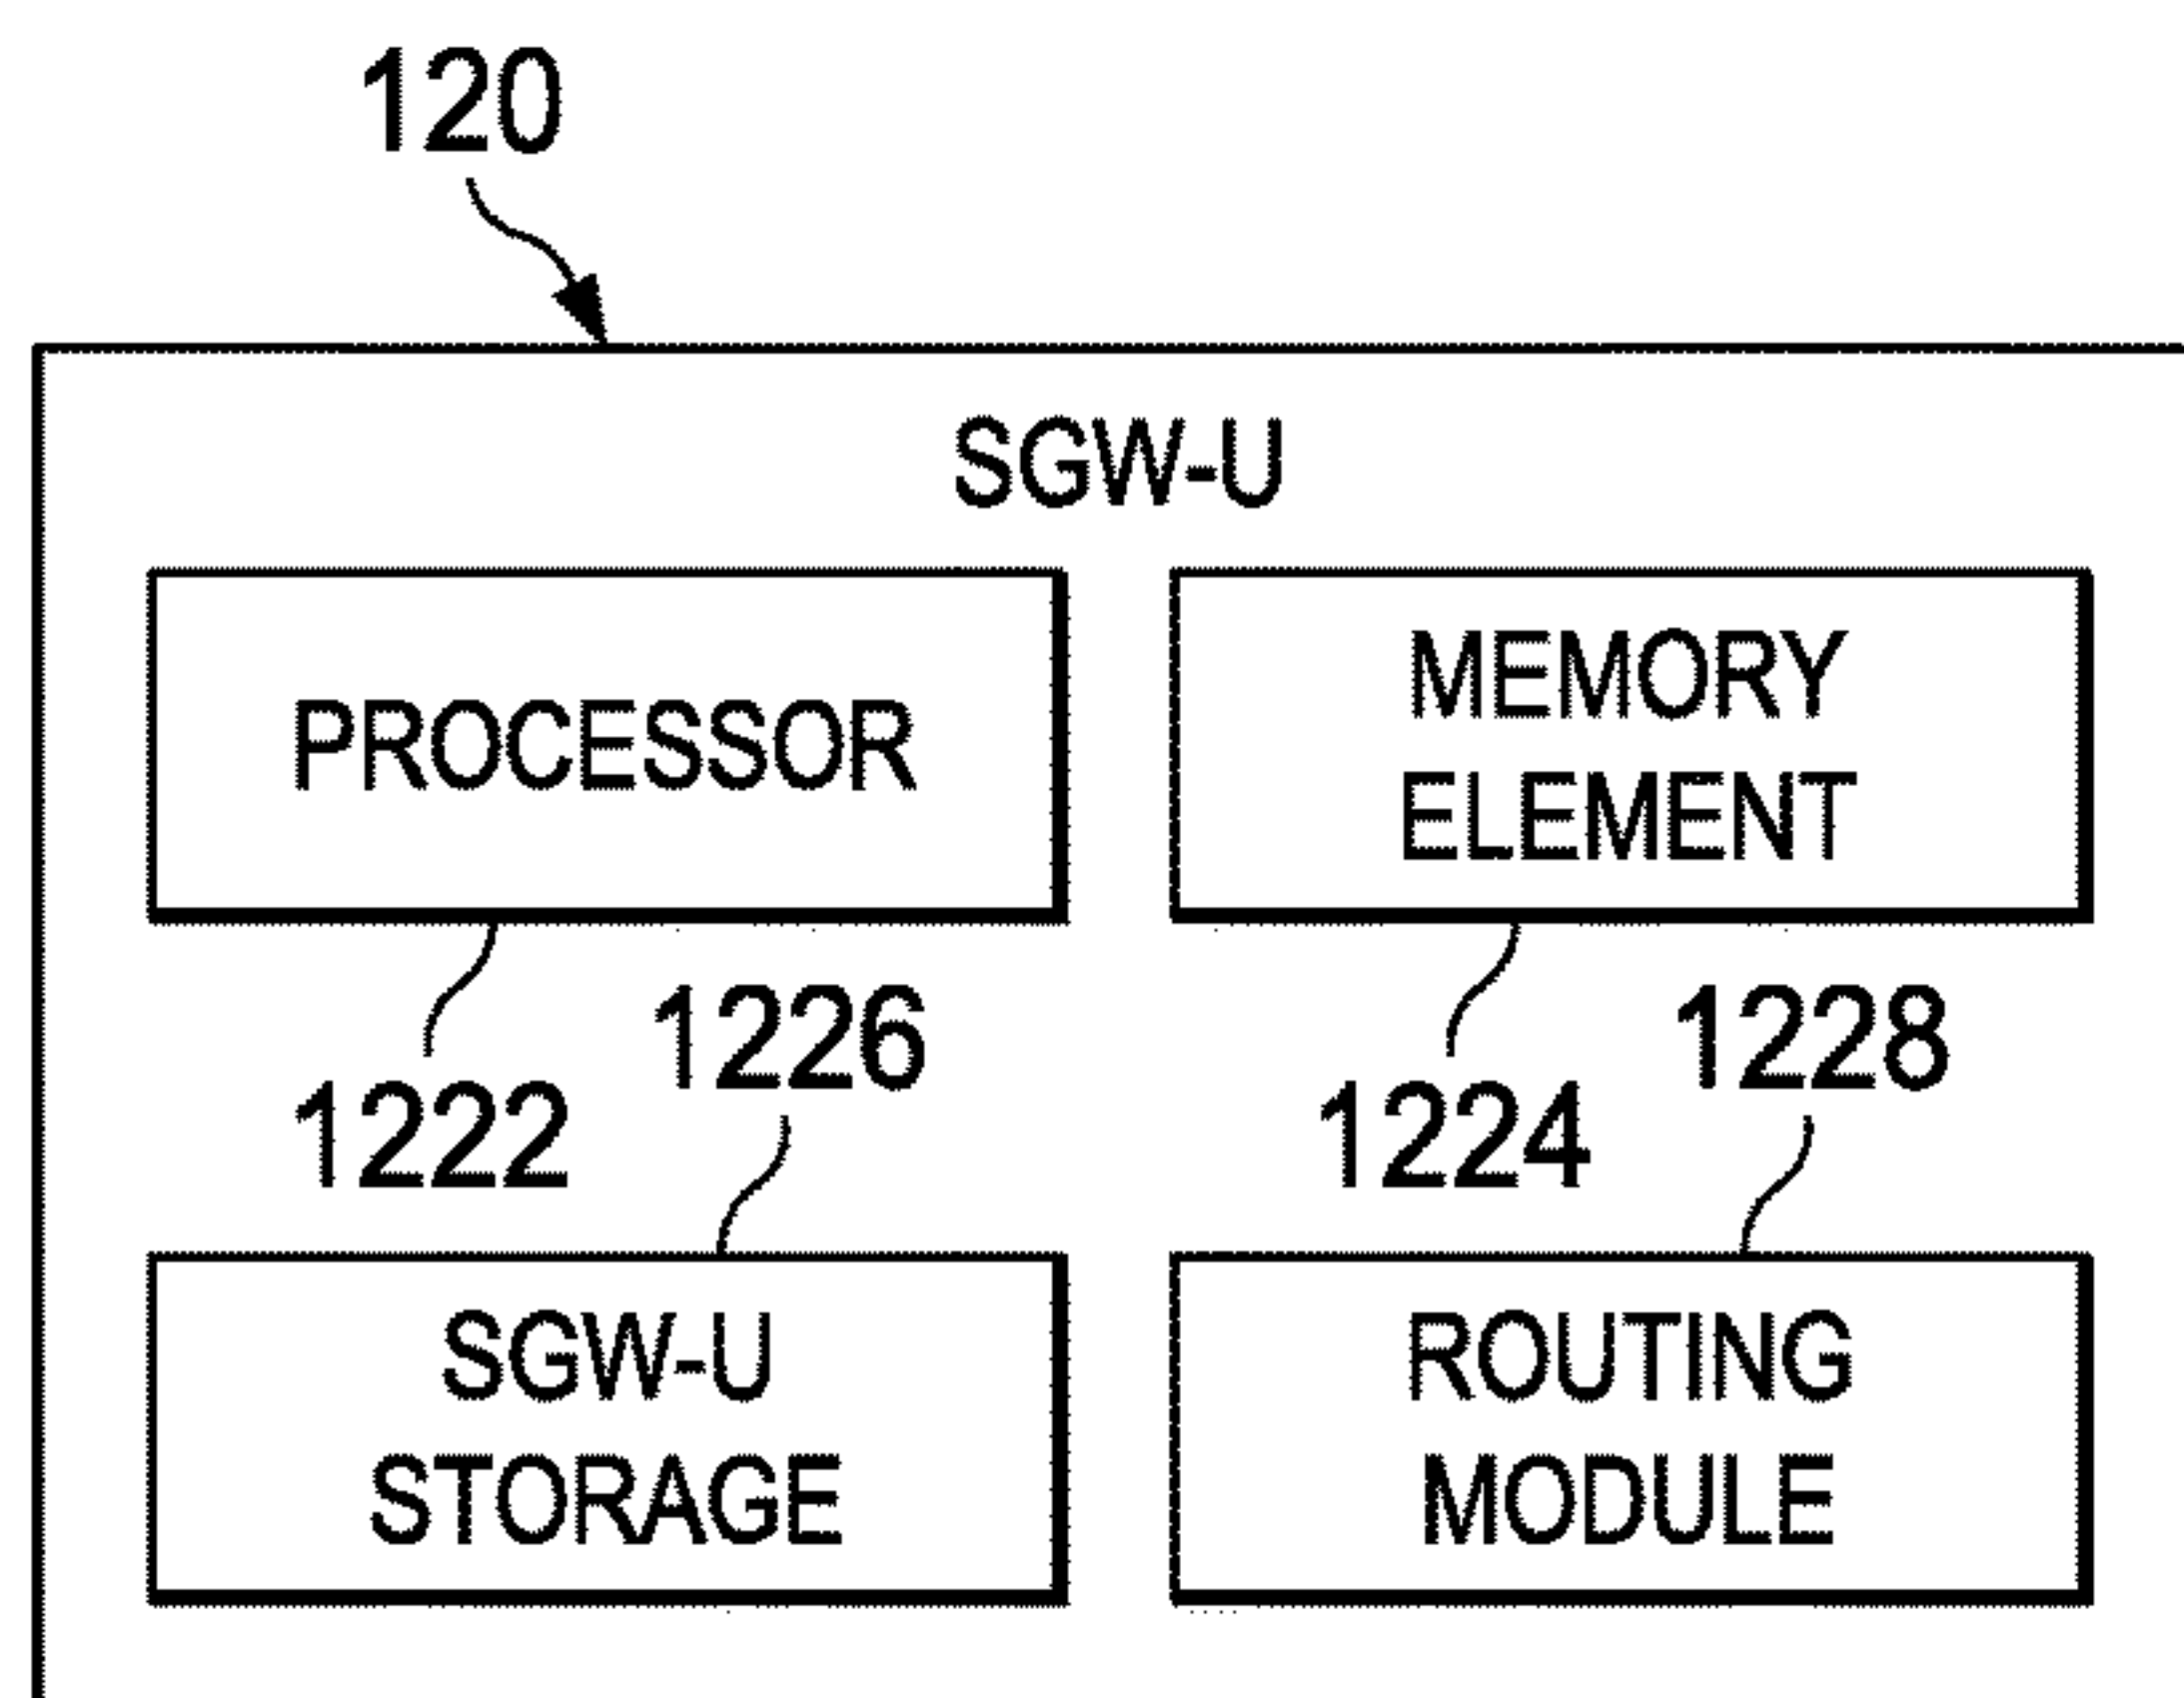 120
SGW-U
PROCESSOR
MEMORY
ELEMENT
1222
1226
1224
1228
SGW-U
STORAGE
ROUTING
MODULE